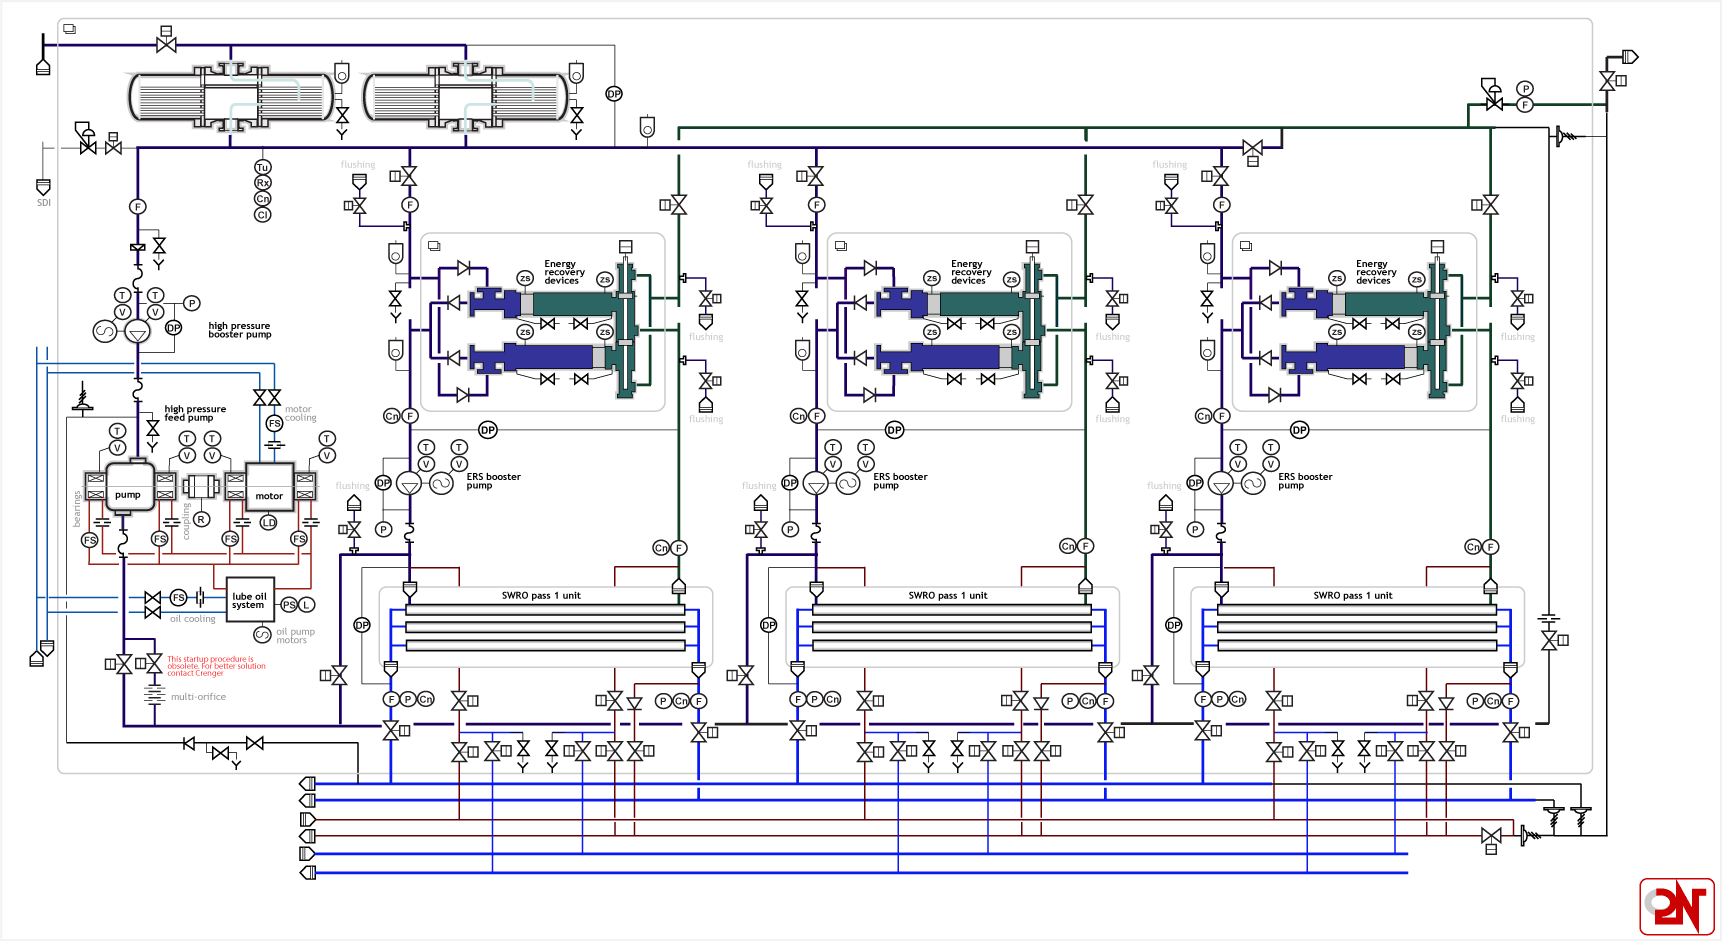 DP
SDI
Tu
Rx
Cn
Cl
F
T
V
T
V
P
DP
high pressure
booster pump
flushing
F
Energy
recovery
devices
zs
zs
zs
zs
flushing
flushing
Cn
F
DP
T
V
T
V
DP
ERS booster
pump
flushing
P
Cn
F
SWRO pass 1 unit
DP
F
P
Cn
P
Cn
F
flushing
F
Energy
recovery
devices
zs
zs
zs
zs
flushing
flushing
Cn
F
DP
T
V
T
V
DP
ERS booster
pump
flushing
P
Cn
F
SWRO pass 1 unit
DP
F
P
Cn
P
Cn
F
flushing
F
Energy
recovery
devices
zs
zs
zs
zs
flushing
flushing
Cn
F
DP
T
V
T
V
DP
ERS booster
pump
flushing
P
Cn
F
SWRO pass 1 unit
DP
F
P
Cn
P
Cn
F
P
F
high pressure
feed pump
motor
cooling
FS
T
V
T
V
T
V
T
V
pump
motor
bearings
coupling
R
LD
FS
FS
FS
FS
lube oil
system
PS
L
FS
oil cooling
oil pump
motors
This startup procedure is
obsolete. For better solution
contact Crenger
multi-orifice